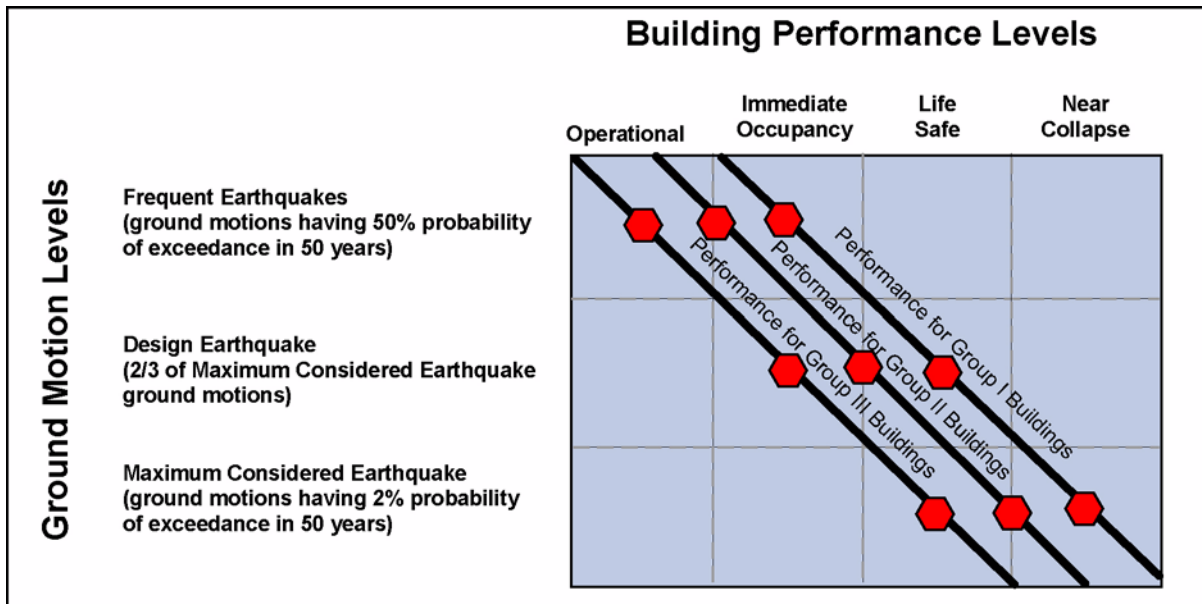 Building Performance Levels
Operational
Immediate
Occupancy
Life
Safe
Near
Collapse
Ground Motion Levels
Frequent Earthquakes
(ground motions having 50% probability
of exceedance in 50 years)
Design Earthquake
(2/3 of Maximum Considered Earthquake
ground motions)
Maximum Considered Earthquake
(ground motions having 2% probability
of exceedance in 50 years)
Performance for Group III Buildings
Performance for Group II Buildings
Performance for Group I Buildings